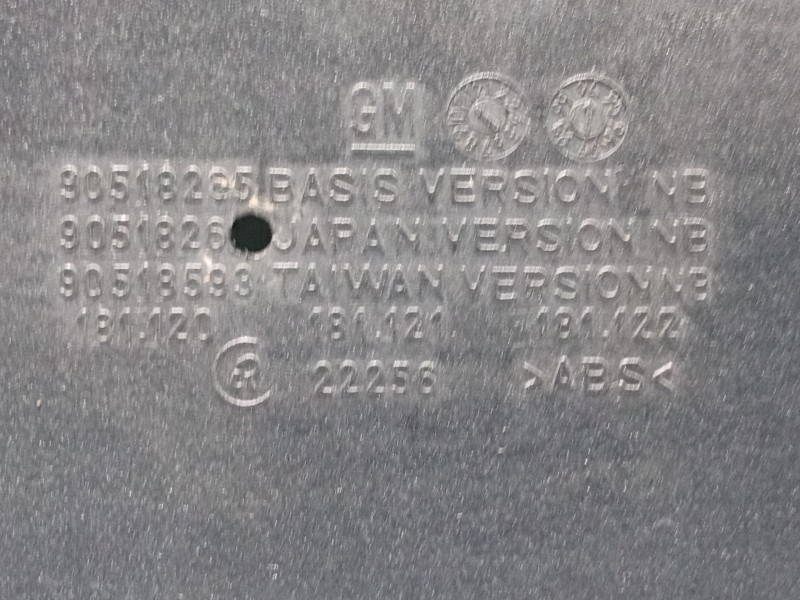 GM
90518265 BASIS VERSION NB
9051826 JAPAN VERSION NB
90518593 TAIWAN VERSION NB
181.120 181.121 181.122
22256 >ABS<